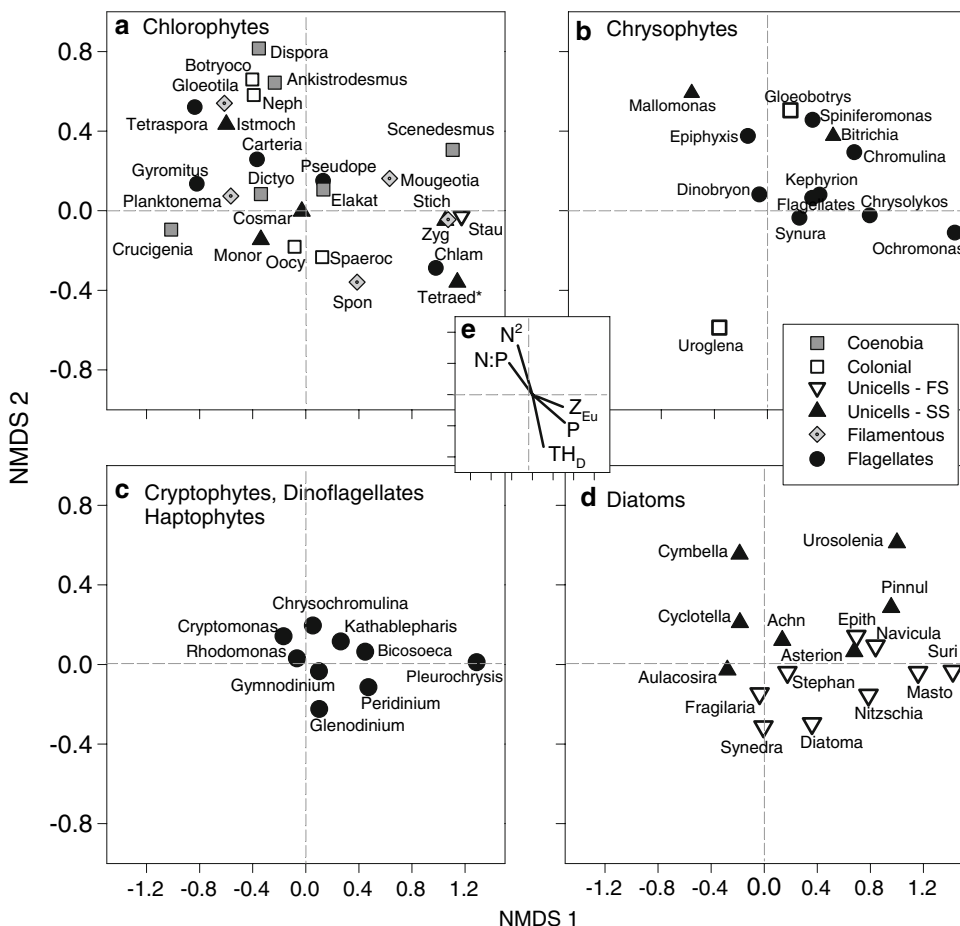 a Chlorophytes
Dispora
Botryoco
Ankistrodesmus
Gloeotila
Neph
Tetraspora
Istmoch
Scenedesmus
Carteria
Pseudope
Gyromitus
Dictyo
Mougeotia
Planktonema
Elakat
Stich
Cosmar
Crucigenia
Monor
Oocy
Spaeroc
Zyg
Stau
Chlam
Spon
Tetraed*
0.8
0.4
0.0
-0.4
-0.8
b Chrysophytes
Mallomonas
Gloeobotrys
Spiniferomonas
Epiphyxis
Bitrichia
Chromulina
Dinobryon
Kephyrion
Flagellates
Chrysolykos
Synura
Ochromonas
Uroglena
Coenobia
Colonial
Unicells - FS
Unicells - SS
Filamentous
Flagellates
e
N2
N:P
ZEu
P
THD
NMDS 2
c Cryptophytes, Dinoflagellates
Haptophytes
Chrysochromulina
Cryptomonas
Kathablepharis
Rhodomonas
Bicosoeca
Gymnodinium
Pleurochrysis
Peridinium
Glenodinium
0.8
0.4
0.0
-0.4
-0.8
-1.2 -0.8 -0.4 0.0 0.4 0.8 1.2
d Diatoms
Cymbella
Urosolenia
Pinnul
Cyclotella
Achn
Epith
Navicula
Asterion
Suri
Aulacosira
Stephan
Masto
Fragilaria
Nitzschia
Synedra
Diatoma
-1.2 -0.8 -0.4 0.0 0.4 0.8 1.2
NMDS 1